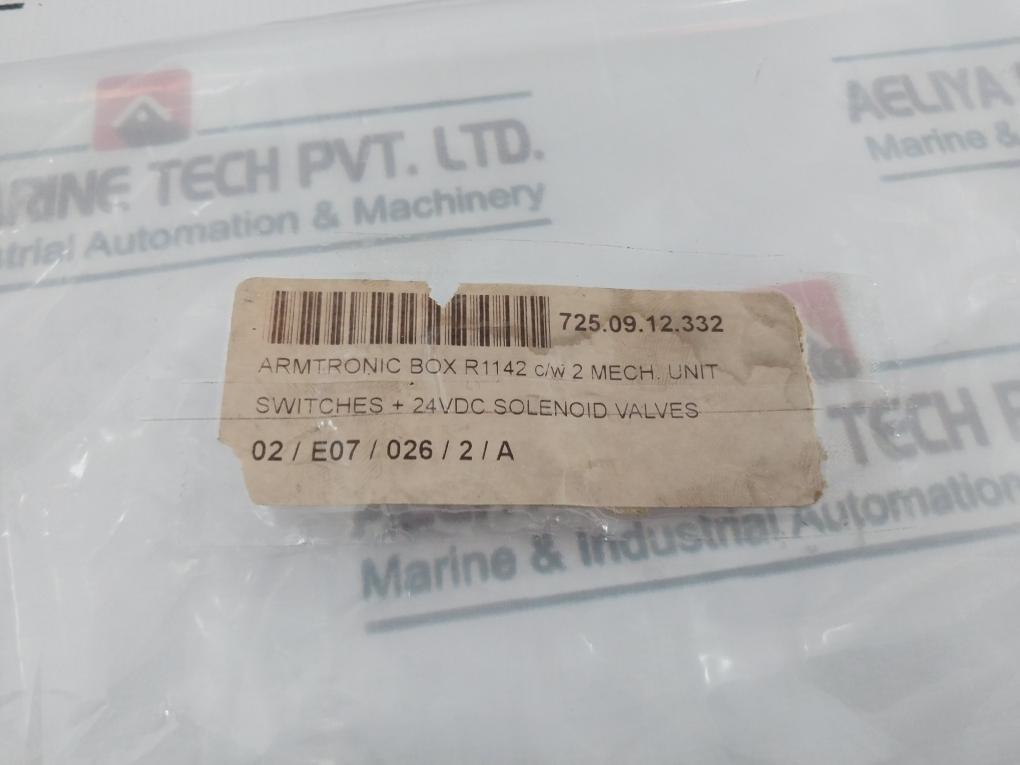 ARINE TECH PVT. LTD.
strial Automation & Machinery
AELIYA
Marine &
725.09.12.332
ARMTRONIC BOX R1142 c/w 2 MECH. UNIT
SWITCHES + 24VDC SOLENOID VALVES
02 / E07 / 026 / 2 / A
TECH P
Marine & Industrial Automation